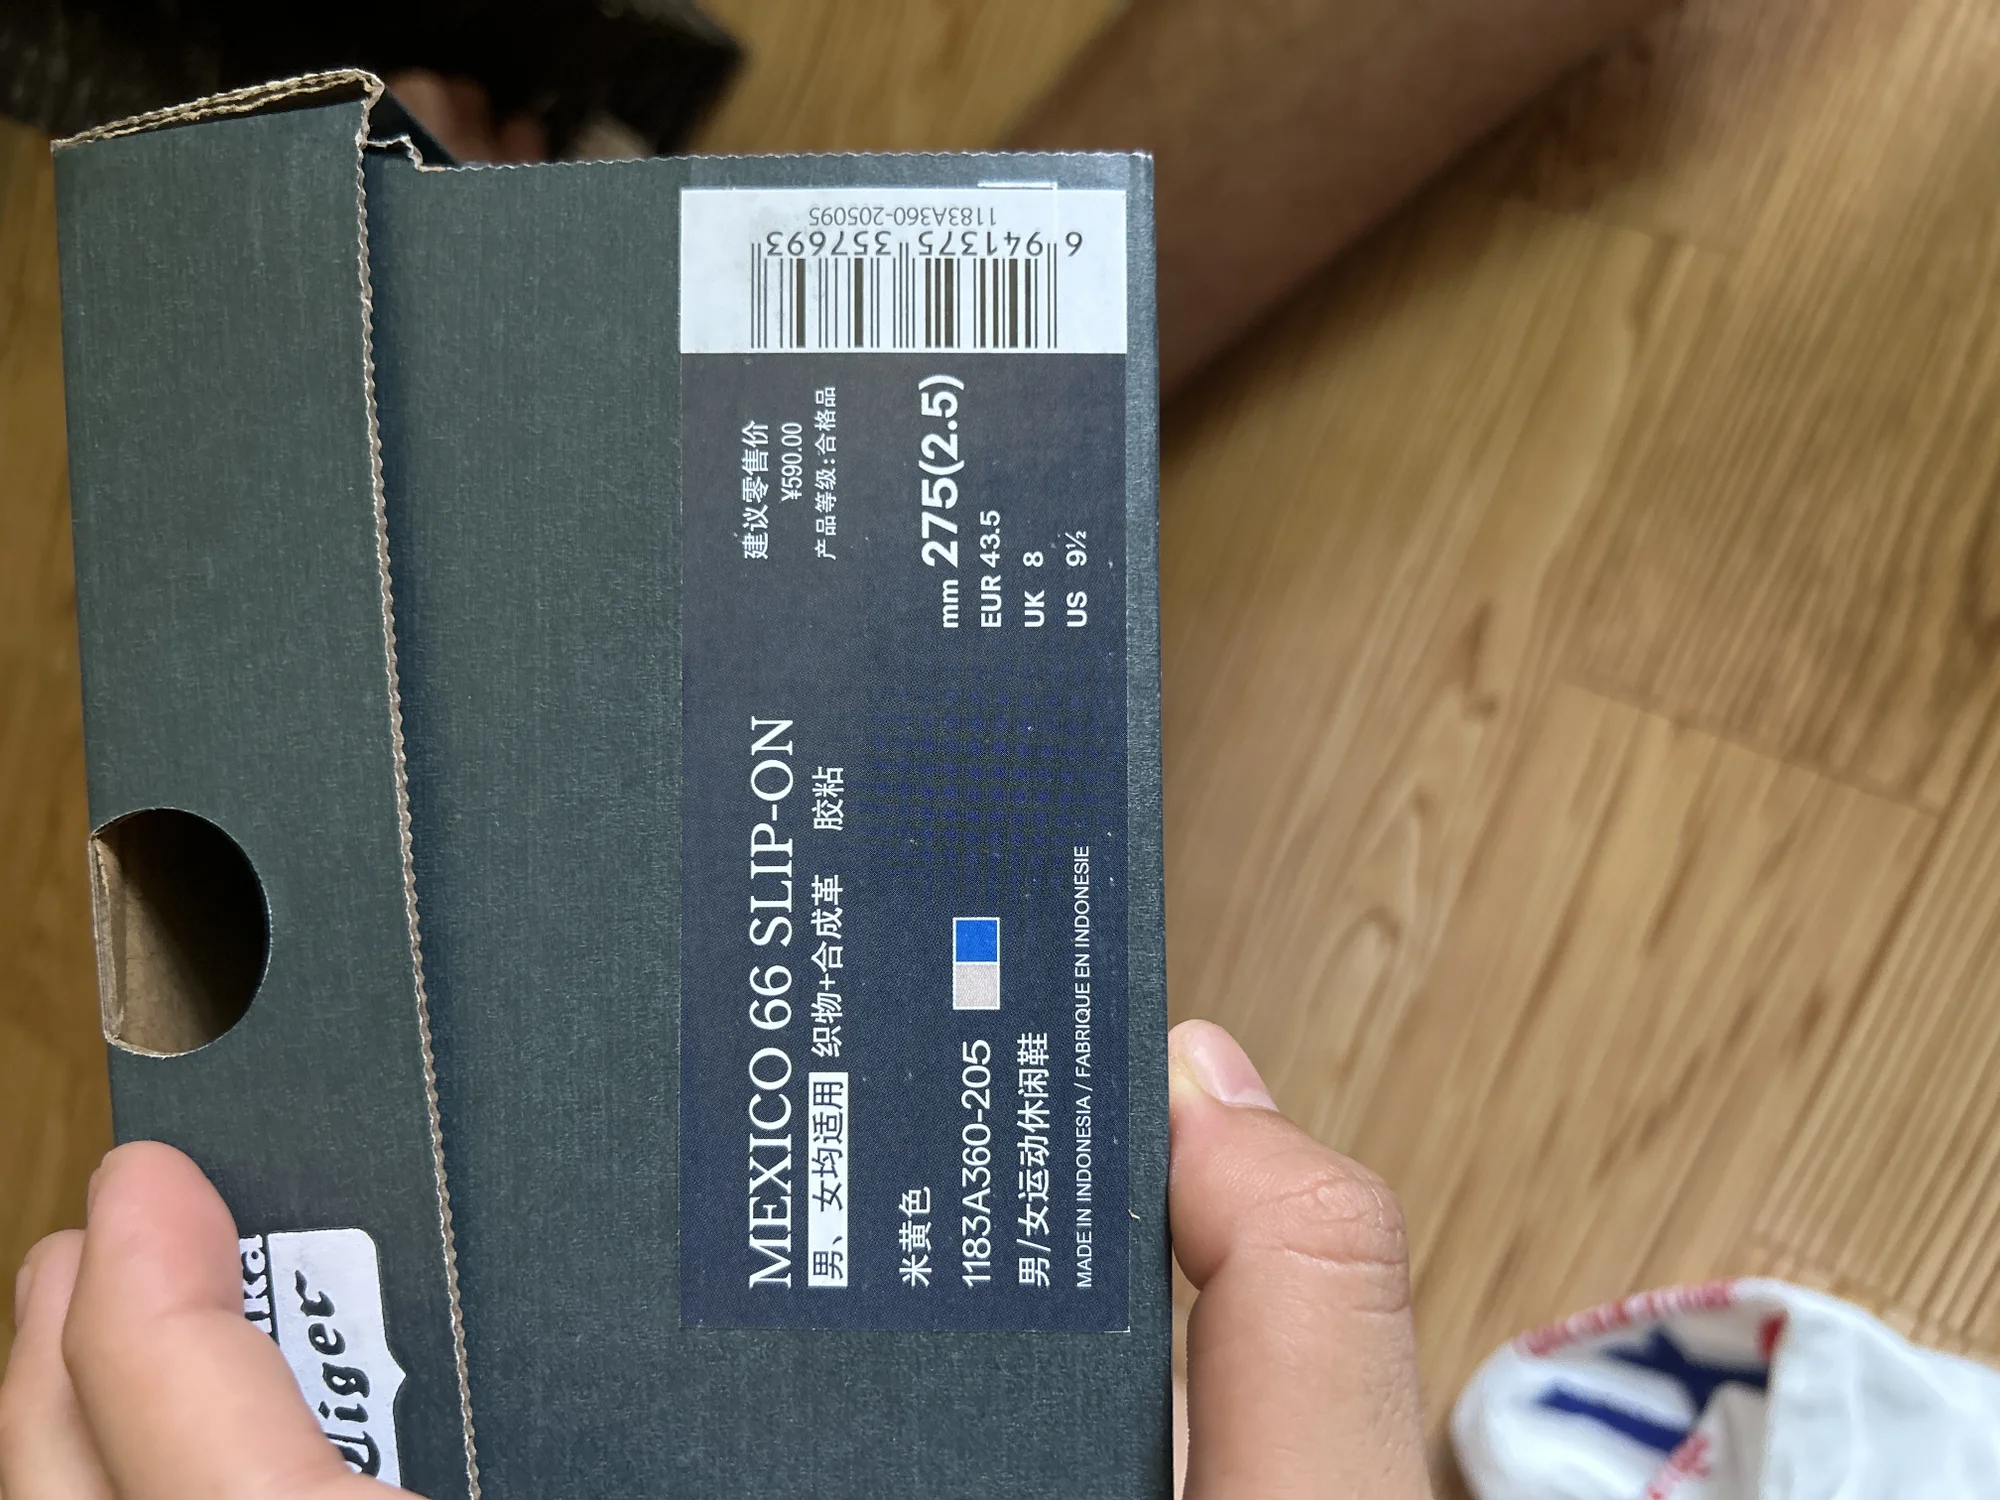 MEXICO 66 SLIP-ON
男、女均适用 织物+合成革 胶粘
米黄色
1183A360-205
男/女运动休闲鞋
MADE IN INDONESIA / FABRIQUE EN INDONESIE
建议零售价
¥590.00
产品等级:合格品
mm 275(2.5)
EUR 43.5
UK 8
US 9½
6 941375 357693
1183A360-205095
Tiger